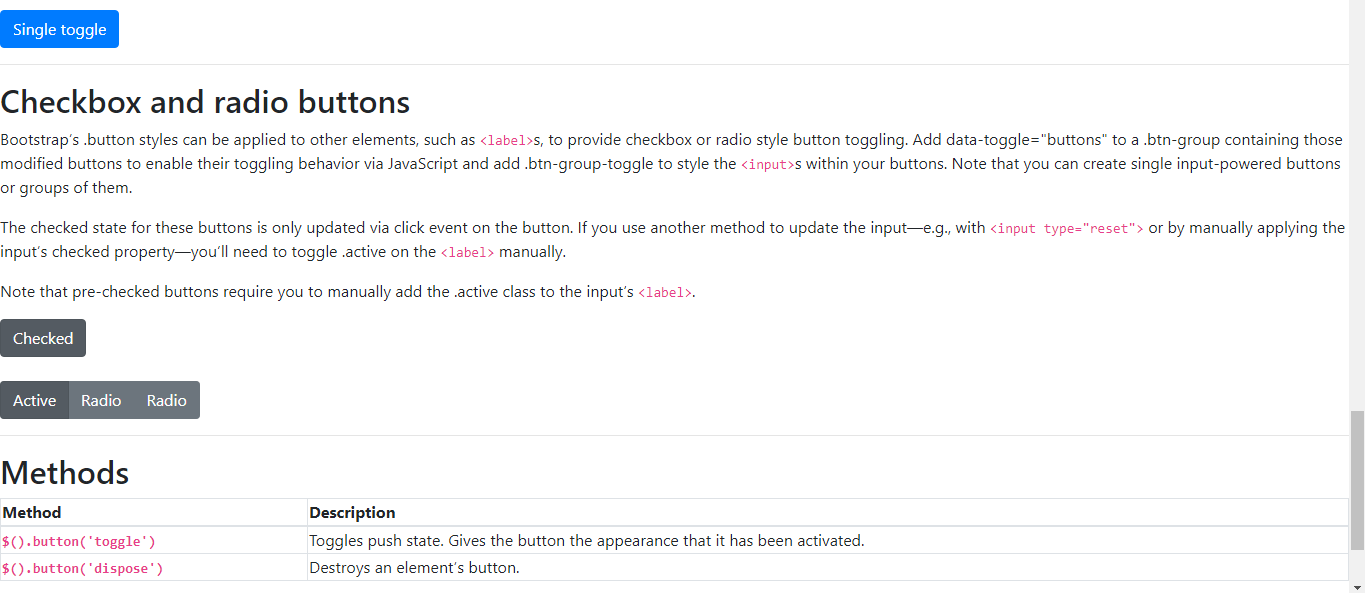 Single toggle
Checkbox and radio buttons
Bootstrap's .button styles can be applied to other elements, such as <label>s, to provide checkbox or radio style button toggling. Add data-toggle="buttons" to a .btn-group containing those
modified buttons to enable their toggling behavior via JavaScript and add .btn-group-toggle to style the <input>s within your buttons. Note that you can create single input-powered buttons
or groups of them.
The checked state for these buttons is only updated via click event on the button. If you use another method to update the input—e.g., with <input type="reset"> or by manually applying the
input's checked property—you'll need to toggle .active on the <label> manually.
Note that pre-checked buttons require you to manually add the .active class to the input's <label>.
Checked
Active Radio Radio
Methods
Method Description
$().button('toggle') Toggles push state. Gives the button the appearance that it has been activated.
$().button('dispose') Destroys an element's button.